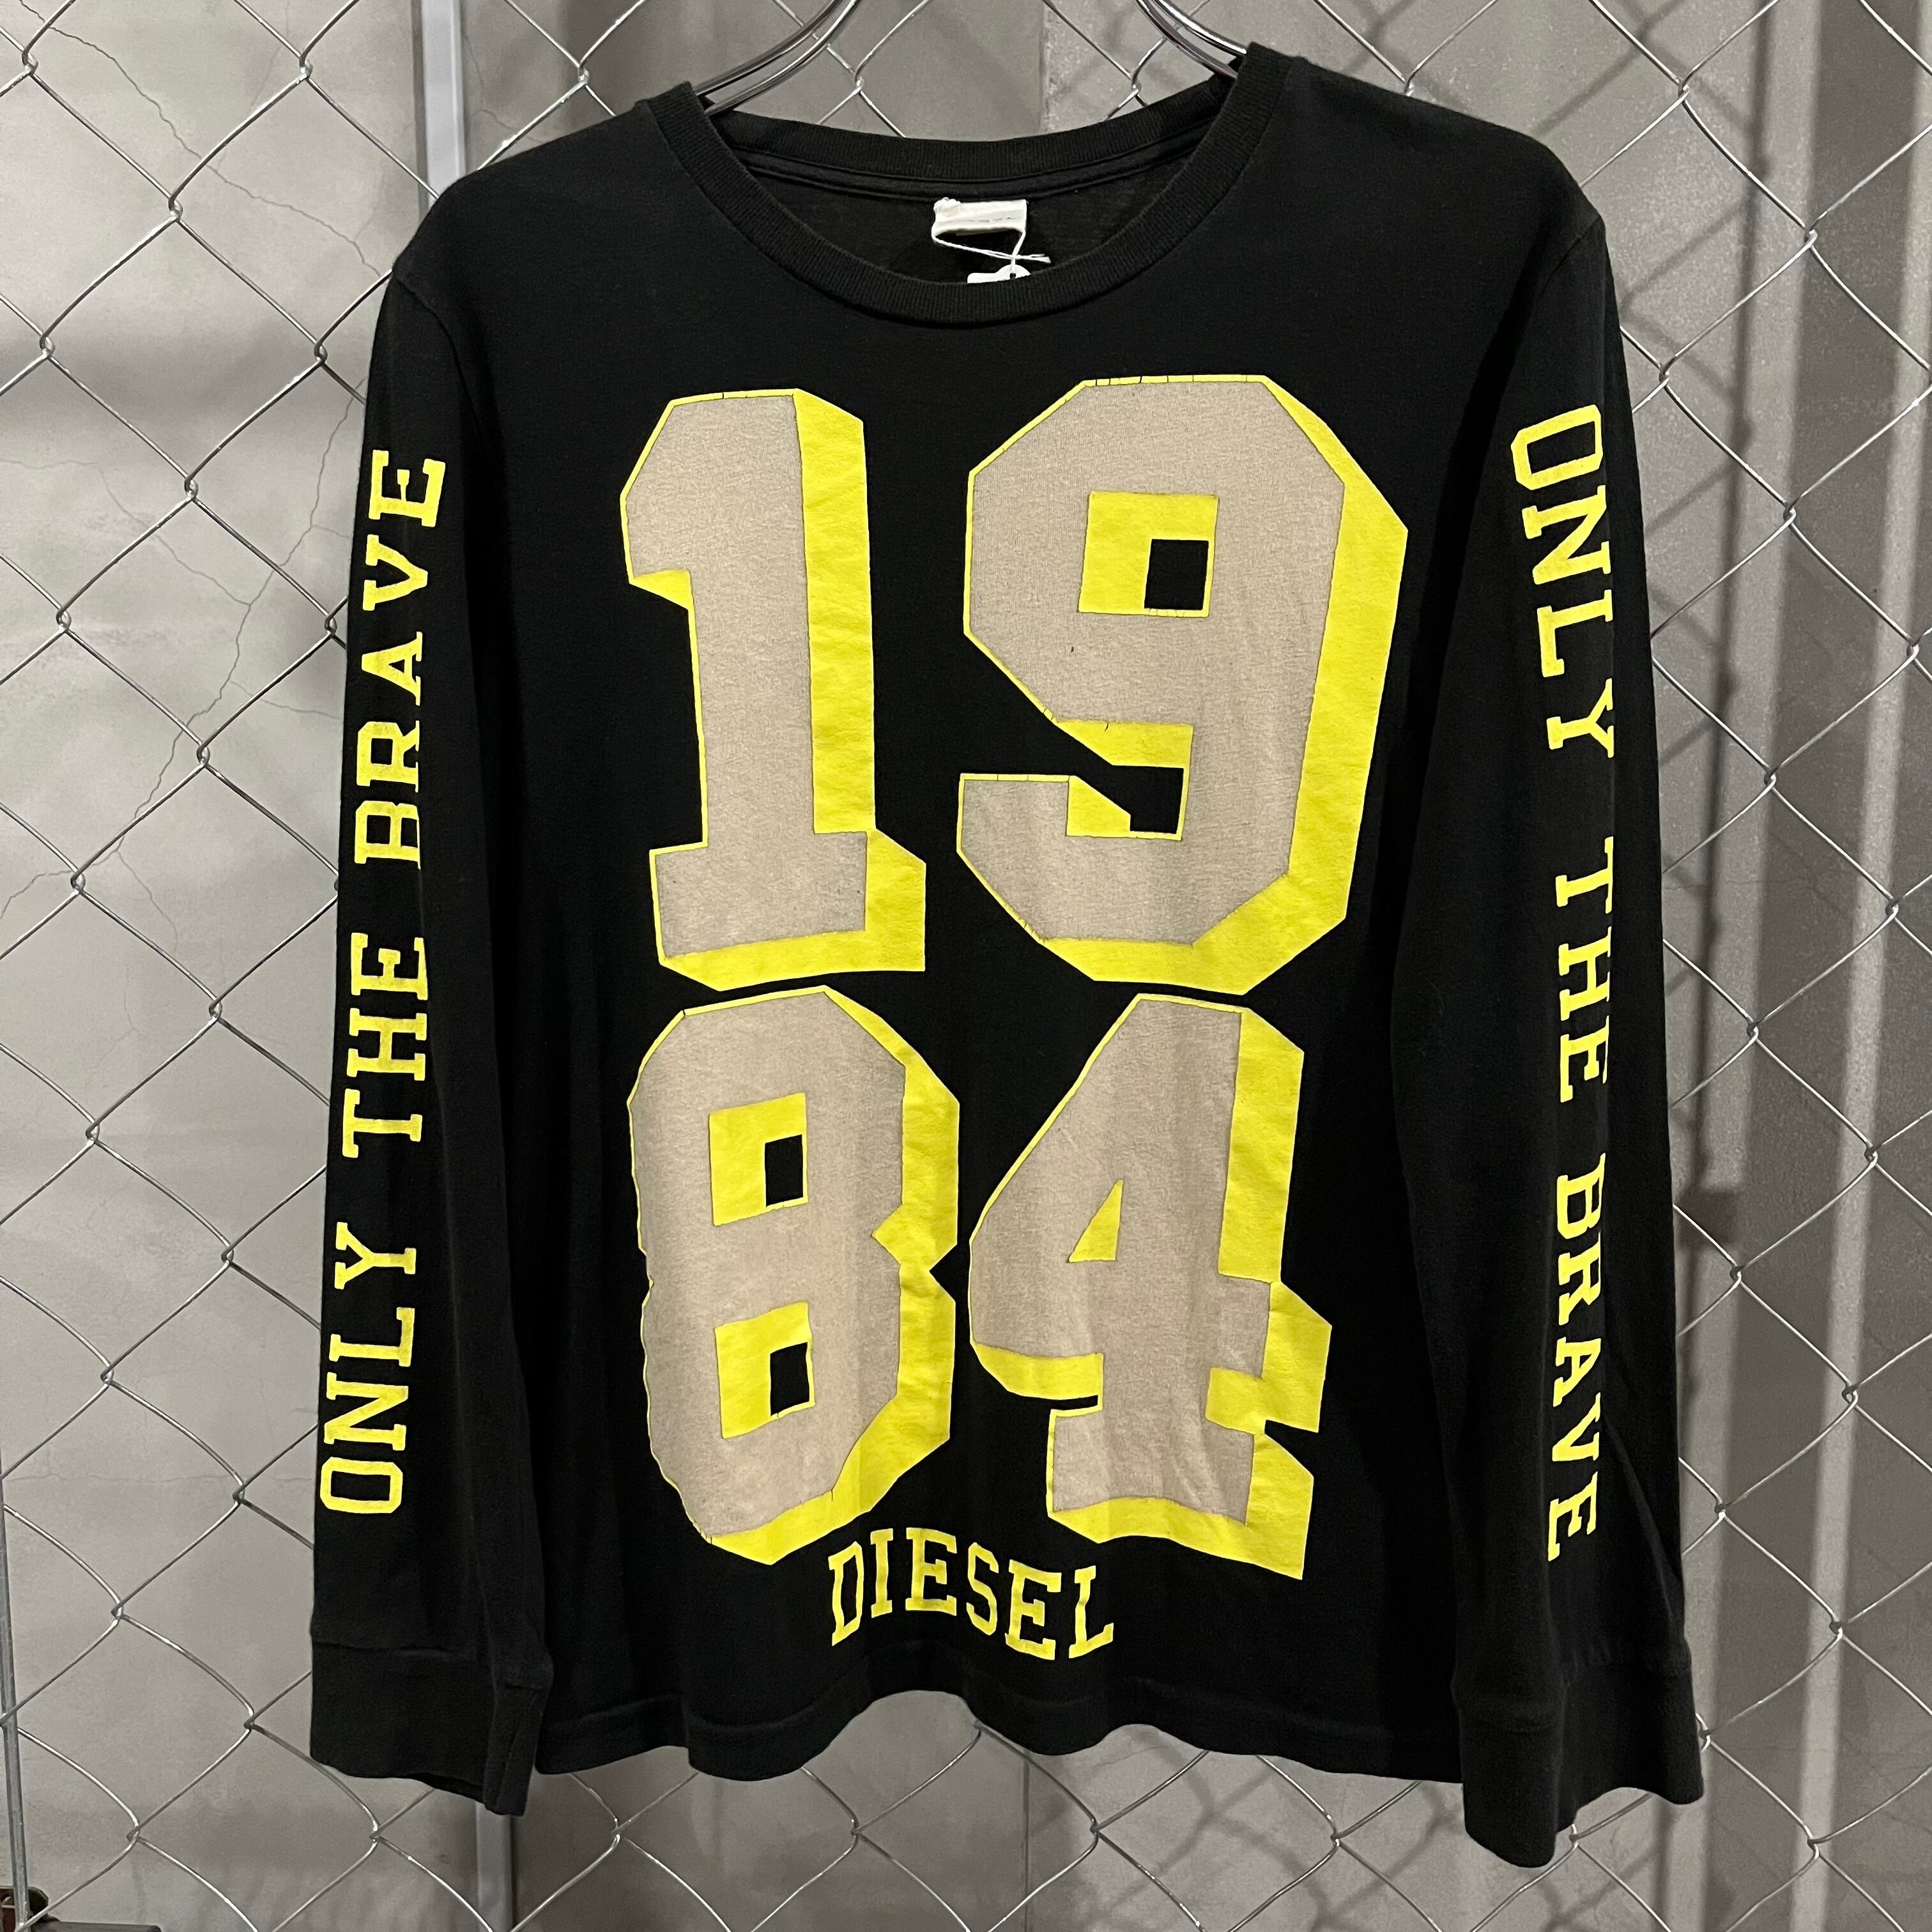 19
84
DIESEL
ONLY THE BRAVE
ONLY THE BRAVE